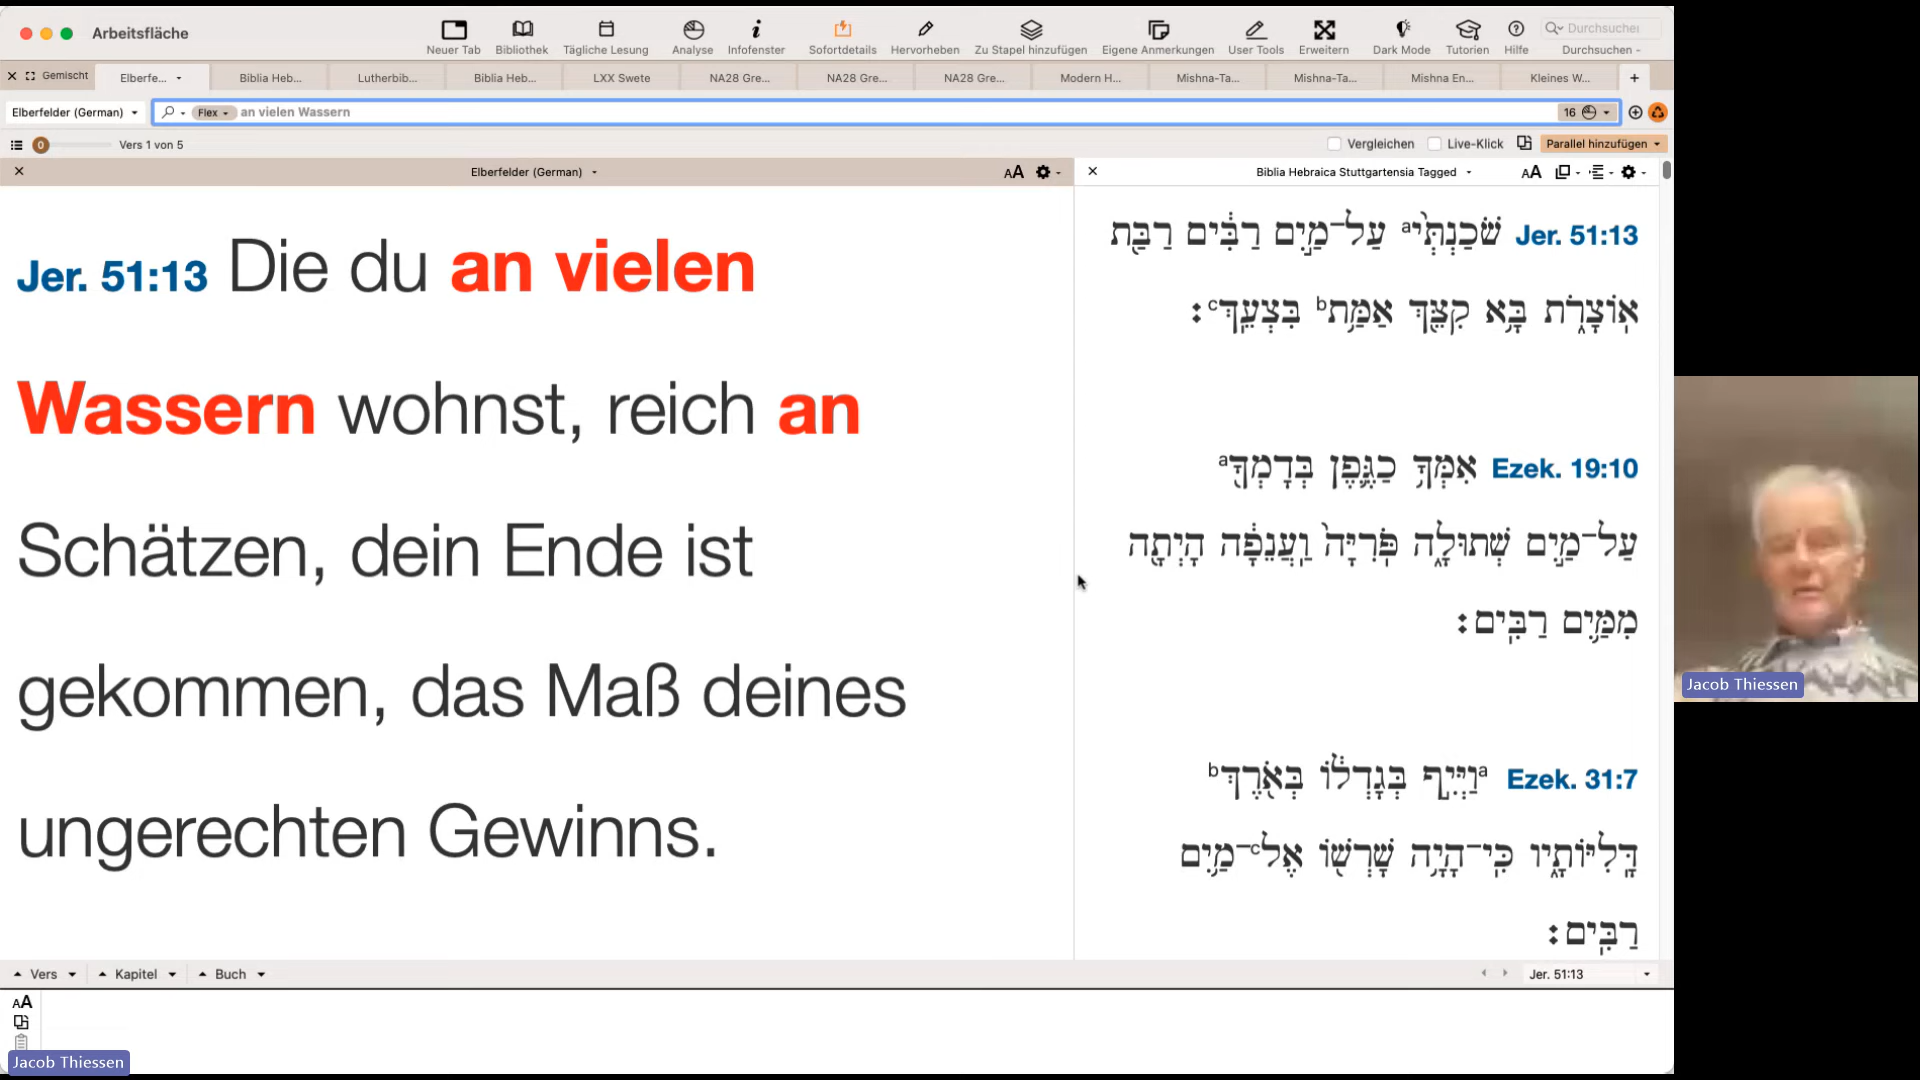 Arbeitsfläche
Neuer Tab Bibliothek Tägliche Lesung Analyse Infofenster Sofortdetails Hervorheben Zu Stapel hinzufügen Eigene Anmerkungen User Tools Erweitern Dark Mode Tutorien Hilfe Durchsuchen
Durchsuchen
Gemischt Elberfe... Biblia Heb... Lutherbib... Biblia Heb... LXX Swete NA28 Gre... NA28 Gre... NA28 Gre... Modern H... Mishna-Ta... Mishna-Ta... Mishna En... Kleines W...
Elberfelder (German) Flex an vielen Wassern 16
0 Vers 1 von 5 Vergleichen Live-Klick Parallel hinzufügen
Elberfelder (German)
Jer. 51:13 Die du an vielen
Wassern wohnst, reich an
Schätzen, dein Ende ist
gekommen, das Maß deines
ungerechten Gewinns.
Biblia Hebraica Stuttgartensia Tagged
Jer. 51:13 שֹׁכַנְתְּי֙ᵃ עַל־מַ֣יִם רַבִּ֔ים רַבַּ֖ת
אֽוֹצָרֹ֑ת בָּ֥א קִצֵּ֖ךְ אַמַּ֥תᵇ בִּצְעֵֽךְᶜ׃
Ezek. 19:10 אִמְּךָ֥ כַגֶּ֛פֶן בְּדָמְךָ֖ᵃ
עַל־מַ֣יִם שְׁתוּלָ֑ה פֹּֽרִיָּה֙ וַֽעֲנֵפָ֔ה הָיְתָ֖ה
מִמַּ֥יִם רַבִּֽים׃
Ezek. 31:7 ᵃוַיְּיִ֣ף בְּגָדְל֔וֹ בְּאֹ֖רֶךְᵇ
דָּֽלִיּוֹתָ֑יו כִּֽי־הָיָ֥ה שָׁרְשׁ֖וֹ אֶלᶜ־מַ֥יִם
רַבִּֽים׃
Vers Kapitel Buch Jer. 51:13
Jacob Thiessen
Jacob Thiessen